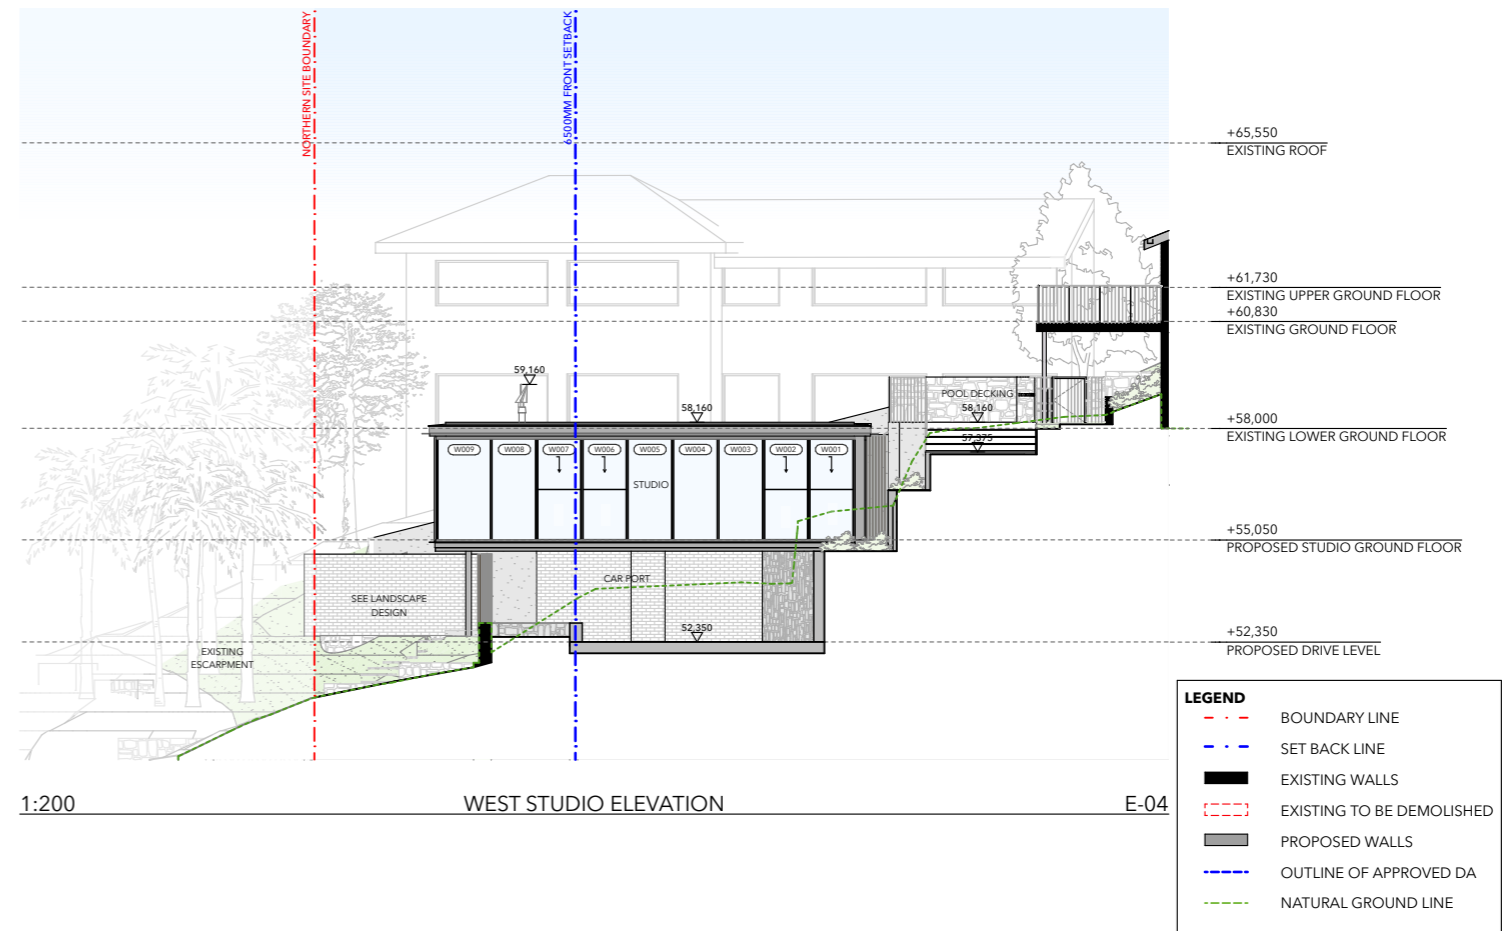 NORTHERN SITE BOUNDARY
6500MM FRONT SETBACK
+65,550
EXISTING ROOF
+61,730
EXISTING UPPER GROUND FLOOR
+60,830
EXISTING GROUND FLOOR
59,160
58,160
POOL DECKING
58,160
57,375
+58,000
EXISTING LOWER GROUND FLOOR
W009 W008 W007 W006 W005 W004 W003 W002 W001
STUDIO
+55,050
PROPOSED STUDIO GROUND FLOOR
CAR PORT
SEE LANDSCAPE
DESIGN
52,350
+52,350
PROPOSED DRIVE LEVEL
EXISTING
ESCARPMENT
1:200 WEST STUDIO ELEVATION E-04
LEGEND
BOUNDARY LINE
SET BACK LINE
EXISTING WALLS
EXISTING TO BE DEMOLISHED
PROPOSED WALLS
OUTLINE OF APPROVED DA
NATURAL GROUND LINE